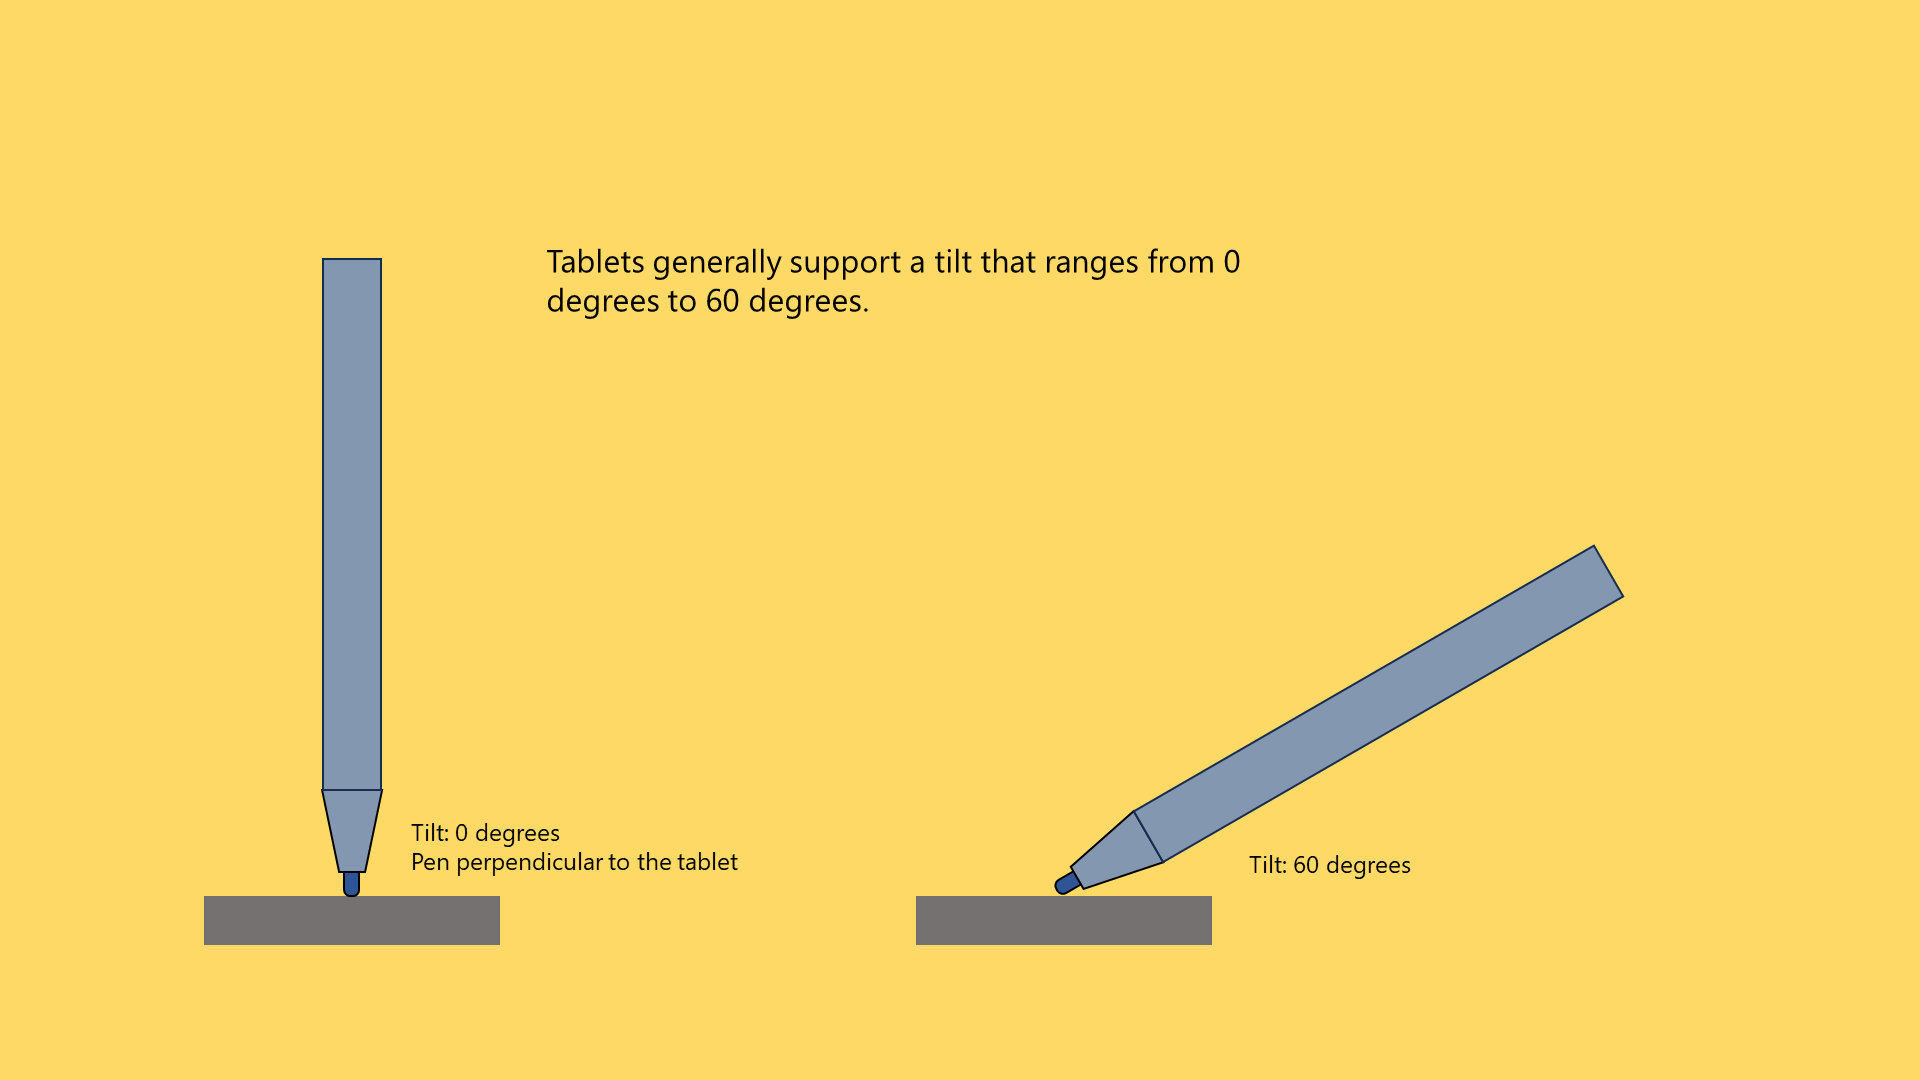 Tablets generally support a tilt that ranges from 0
degrees to 60 degrees.
Tilt: 0 degrees
Pen perpendicular to the tablet
Tilt: 60 degrees